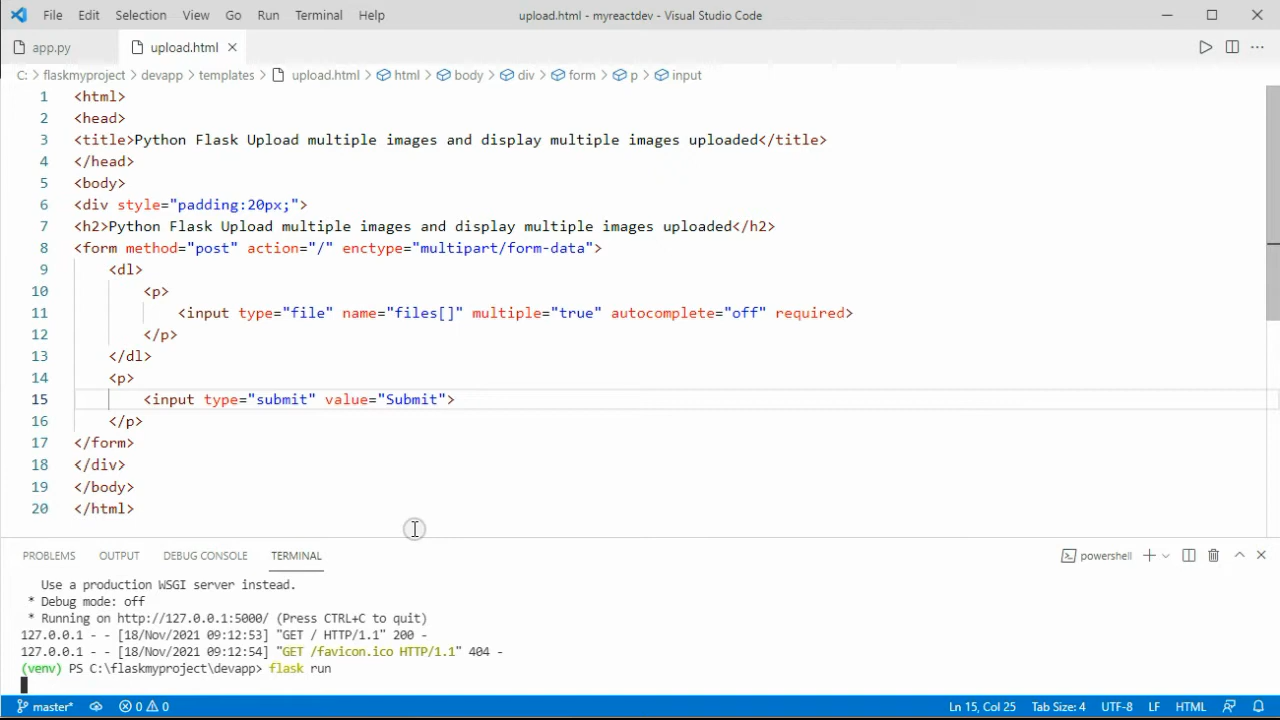 File Edit Selection View Go Run Terminal Help upload.html - myreactdev - Visual Studio Code
app.py upload.html
C: > flaskmyproject > devapp > templates > upload.html > html > body > div > form > p > input
1 <html>
2 <head>
3 <title>Python Flask Upload multiple images and display multiple images uploaded</title>
4 </head>
5 <body>
6 <div style="padding:20px;">
7 <h2>Python Flask Upload multiple images and display multiple images uploaded</h2>
8 <form method="post" action="/" enctype="multipart/form-data">
9 <dl>
10 <p>
11 <input type="file" name="files[]" multiple="true" autocomplete="off" required>
12 </p>
13 </dl>
14 <p>
15 <input type="submit" value="Submit">
16 </p>
17 </form>
18 </div>
19 </body>
20 </html>
PROBLEMS OUTPUT DEBUG CONSOLE TERMINAL powershell
Use a production WSGI server instead.
* Debug mode: off
* Running on http://127.0.0.1:5000/ (Press CTRL+C to quit)
127.0.0.1 - - [18/Nov/2021 09:12:53] "GET / HTTP/1.1" 200 -
127.0.0.1 - - [18/Nov/2021 09:12:54] "GET /favicon.ico HTTP/1.1" 404 -
(venv) PS C:\flaskmyproject\devapp> flask run
master* 0 0 Ln 15, Col 25 Tab Size: 4 UTF-8 LF HTML